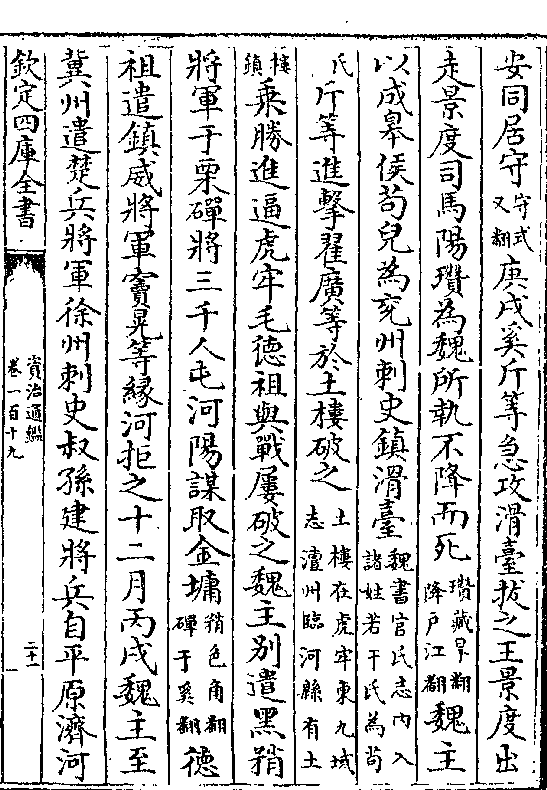 安同居守守式又翻庚戌奚斤等急攻滑臺拔之王景度出
走景度司馬陽瓚為魏所執不降而死瓚藏旱翻降戶江翻魏主
以成皋侯苟兒為兖州刺史鎮滑臺魏書官氏志内入諸姓若干氏為苟
氏斤等進擊翟廣等於土樓破之土樓在虎牢東九域志澶州臨河縣有土
樓鎮乘勝進逼虎牢毛德祖與戰屢破之魏主别遣黑矟
將軍于栗磾將三千人屯河陽謀取金墉矟色角翻磾于奚翻德
祖遣鎮威將軍竇晃等緣河拒之十二月丙戌魏主至
冀州遣楚兵將軍徐州刺史叔孫建將兵自平原濟河
欽定四庫全書
資治通鑑
卷一百十九
二十一